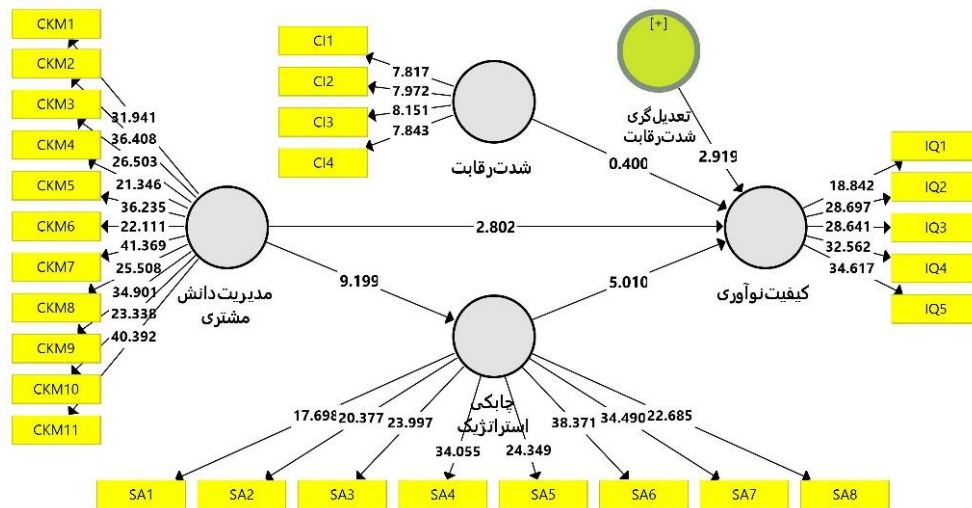 CKM1
CKM2
CKM3
CKM4
CKM5
CKM6
CKM7
CKM8
CKM9
CKM10
CKM11
31.941
36.408
26.503
21.346
36.235
22.111
41.369
25.508
34.901
23.338
40.392
مدیریت دانش
مشتری
CI1
CI2
CI3
CI4
7.817
7.972
8.151
7.843
شدت رقابت
[+]
تعدیل‌گری
شدت رقابت
2.919
0.400
2.802
9.199
5.010
کیفیت نوآوری
18.842
28.697
28.641
32.562
34.617
IQ1
IQ2
IQ3
IQ4
IQ5
چابکی
استراتژیک
17.698
20.377
23.997
34.055
24.349
38.371
34.490
22.685
SA1
SA2
SA3
SA4
SA5
SA6
SA7
SA8